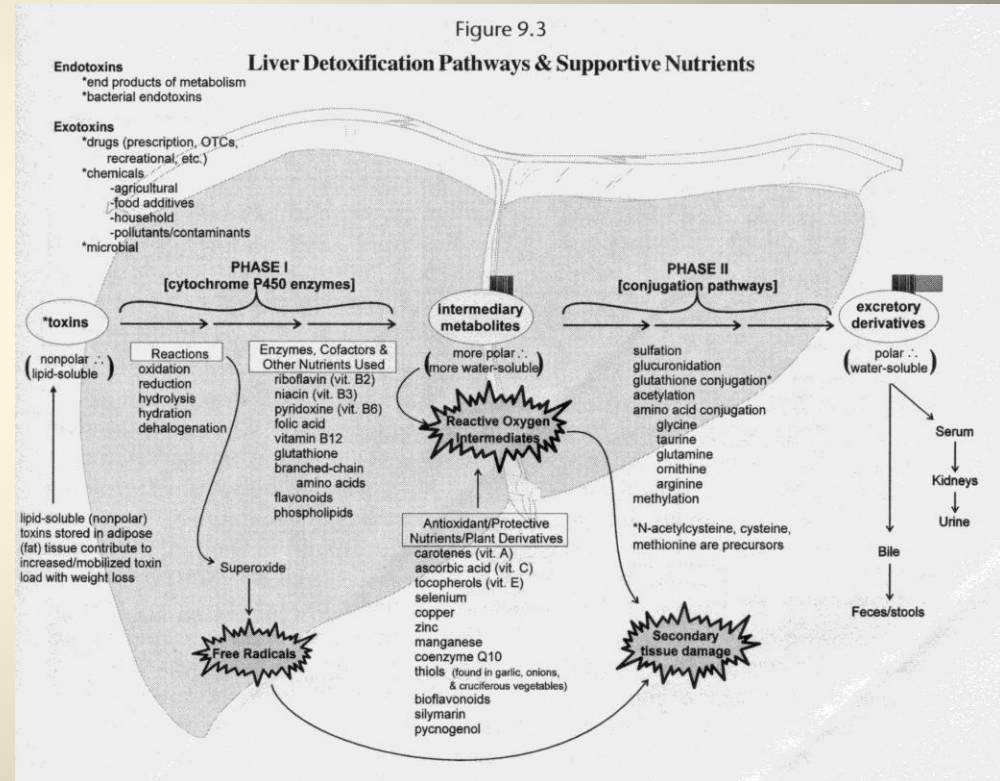 Figure 9.3
Liver Detoxification Pathways & Supportive Nutrients
Endotoxins
*end products of metabolism
*bacterial endotoxins
Exotoxins
*drugs (prescription, OTCs,
recreational, etc.)
*chemicals
-agricultural
-food additives
-household
-pollutants/contaminants
*microbial
PHASE I
[cytochrome P450 enzymes]
PHASE II
[conjugation pathways]
*toxins
(nonpolar ∴
lipid-soluble)
lipid-soluble (nonpolar)
toxins stored in adipose
(fat) tissue contribute to
increased/mobilized toxin
load with weight loss
Reactions
oxidation
reduction
hydrolysis
hydration
dehalogenation
Superoxide
Free Radicals
Enzymes, Cofactors &
Other Nutrients Used
riboflavin (vit. B2)
niacin (vit. B3)
pyridoxine (vit. B6)
folic acid
vitamin B12
glutathione
branched-chain
amino acids
flavonoids
phospholipids
intermediary
metabolites
(more polar ∴
more water-soluble)
Reactive Oxygen
Intermediates
Antioxidant/Protective
Nutrients/Plant Derivatives
carotenes (vit. A)
ascorbic acid (vit. C)
tocopherols (vit. E)
selenium
copper
zinc
manganese
coenzyme Q10
thiols (found in garlic, onions,
& cruciferous vegetables)
bioflavonoids
silymarin
pycnogenol
sulfation
glucuronidation
glutathione conjugation*
acetylation
amino acid conjugation
glycine
taurine
glutamine
ornithine
arginine
methylation
*N-acetylcysteine, cysteine,
methionine are precursors
Secondary
tissue damage
excretory
derivatives
(polar ∴
water-soluble)
Serum
Kidneys
Urine
Bile
Feces/stools